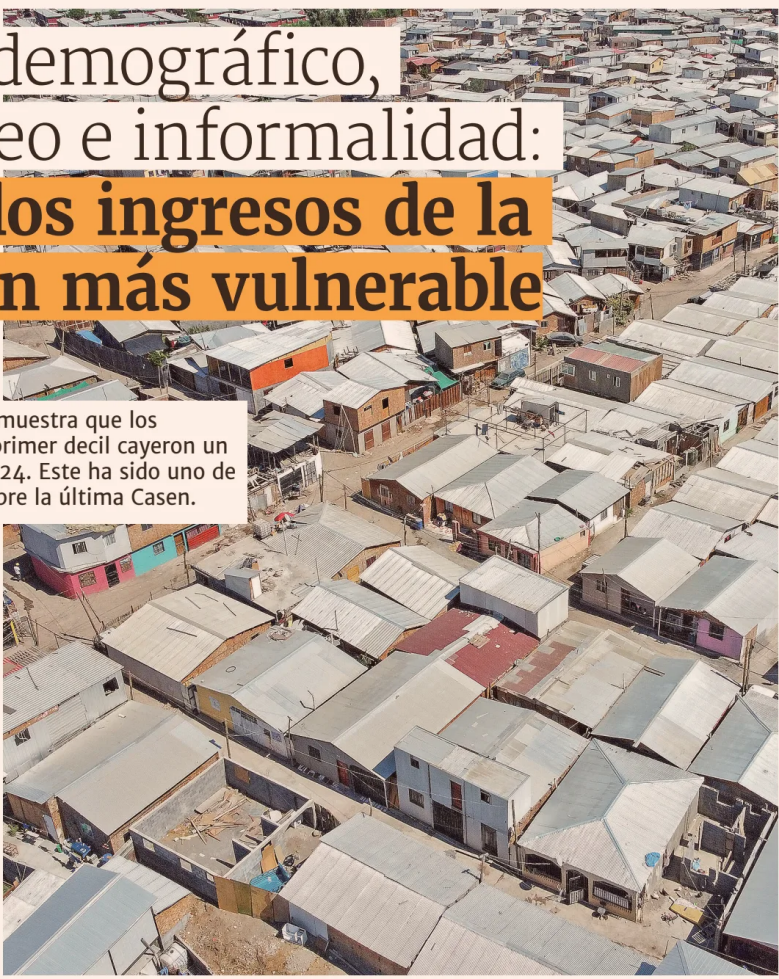 demográfico,
eo e informalidad:
los ingresos de la
n más vulnerable
muestra que los
primer decil cayeron un
24. Este ha sido uno de
bre la última Casen.